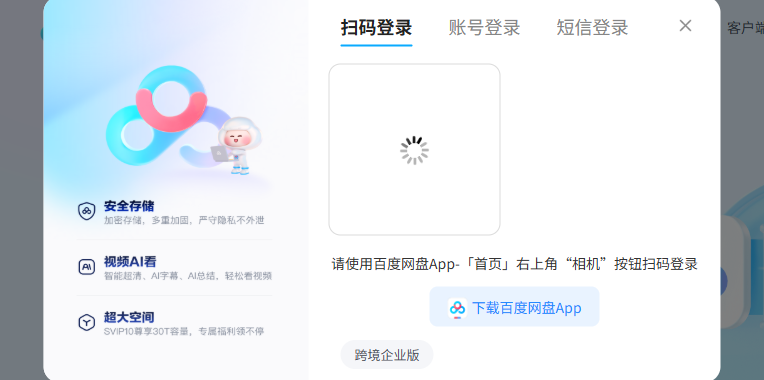 扫码登录 账号登录 短信登录
客户端
安全存储
加密存储，多重加固，严守隐私不外泄
视频AI看
智能超清、AI字幕、AI总结，轻松看视频
超大空间
SVIP10尊享30T容量，专属福利领不停
请使用百度网盘App-「首页」右上角“相机”按钮扫码登录
下载百度网盘App
跨境企业版